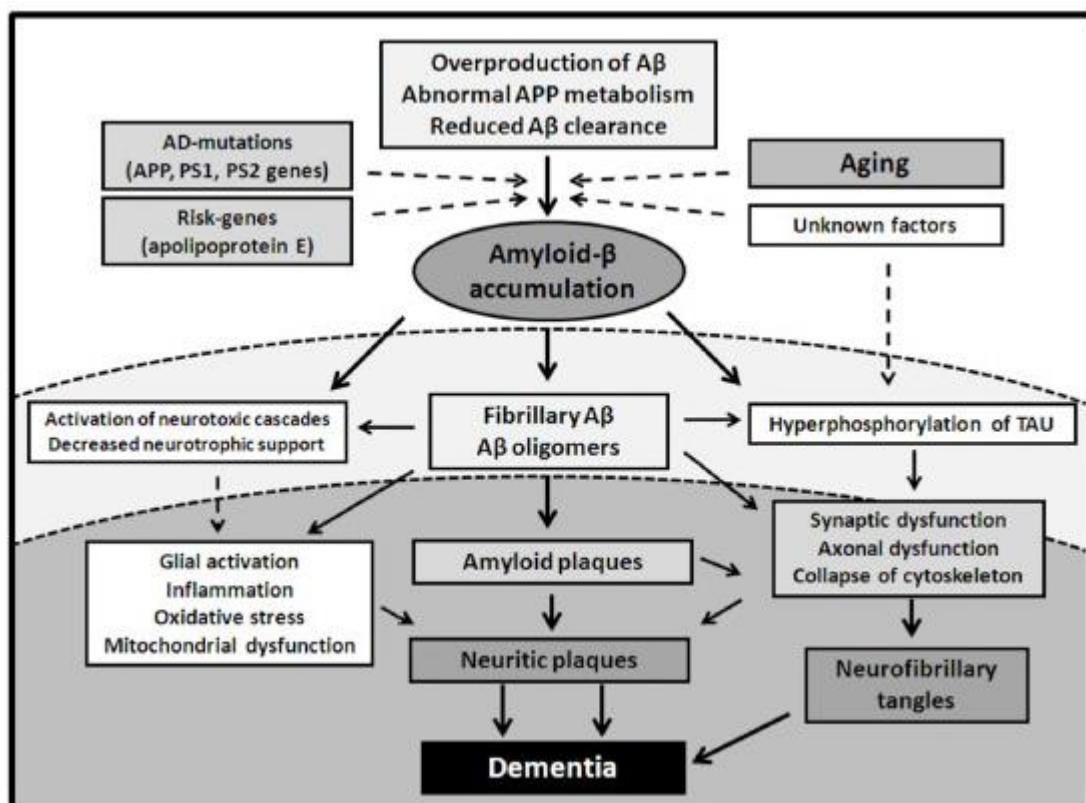 Overproduction of Aβ
Abnormal APP metabolism
Reduced Aβ clearance
AD-mutations
(APP, PS1, PS2 genes)
Risk-genes
(apolipoprotein E)
Aging
Unknown factors
Amyloid-β
accumulation
Activation of neurotoxic cascades
Decreased neurotrophic support
Fibrillary Aβ
Aβ oligomers
Hyperphosphorylation of TAU
Glial activation
Inflammation
Oxidative stress
Mitochondrial dysfunction
Amyloid plaques
Synaptic dysfunction
Axonal dysfunction
Collapse of cytoskeleton
Neuritic plaques
Neurofibrillary
tangles
Dementia